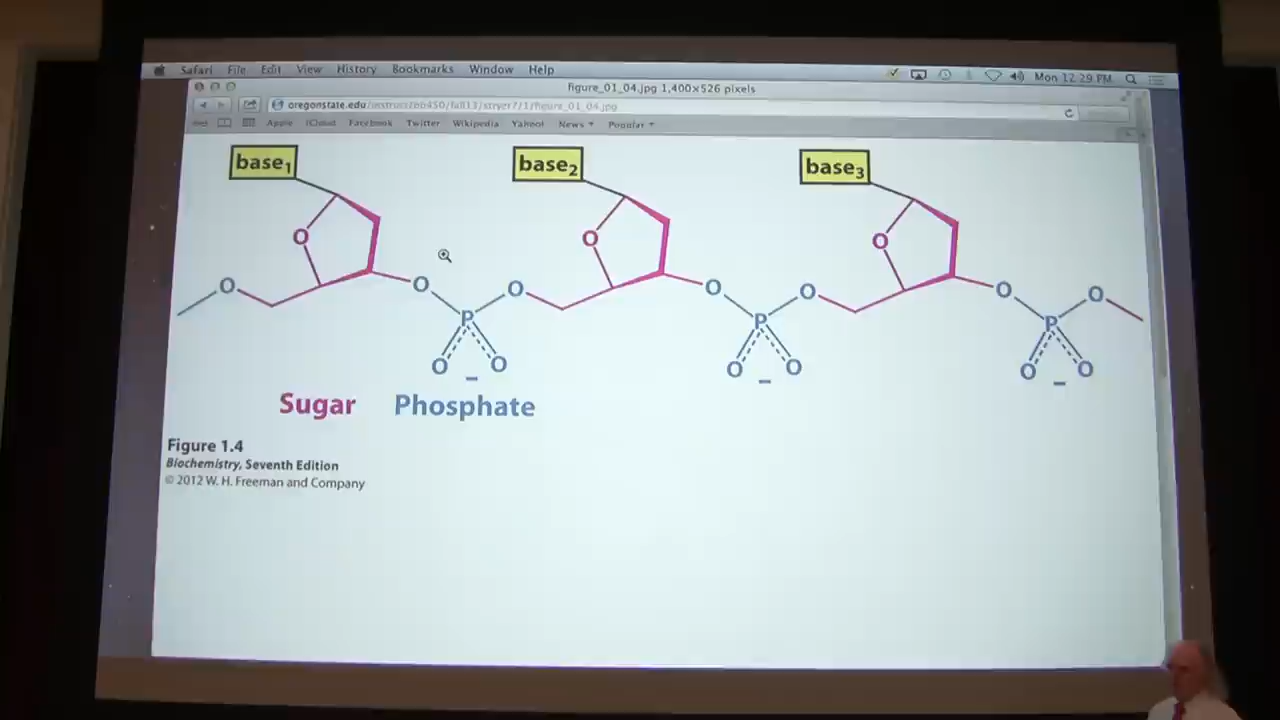 Safari File Edit View History Bookmarks Window Help Mon 12:29 PM
figure_01_04.jpg 1,400×526 pixels
oregonstate.edu/instruct/bb450/fall13/stryer7/1/figure_01_04.jpg
Apple iCloud Facebook Twitter Wikipedia Yahoo! News Popular
base1 base2 base3
O O O
O O O O O O O
P P P
O O O O O O
− − −
Sugar Phosphate
Figure 1.4
Biochemistry, Seventh Edition
© 2012 W. H. Freeman and Company